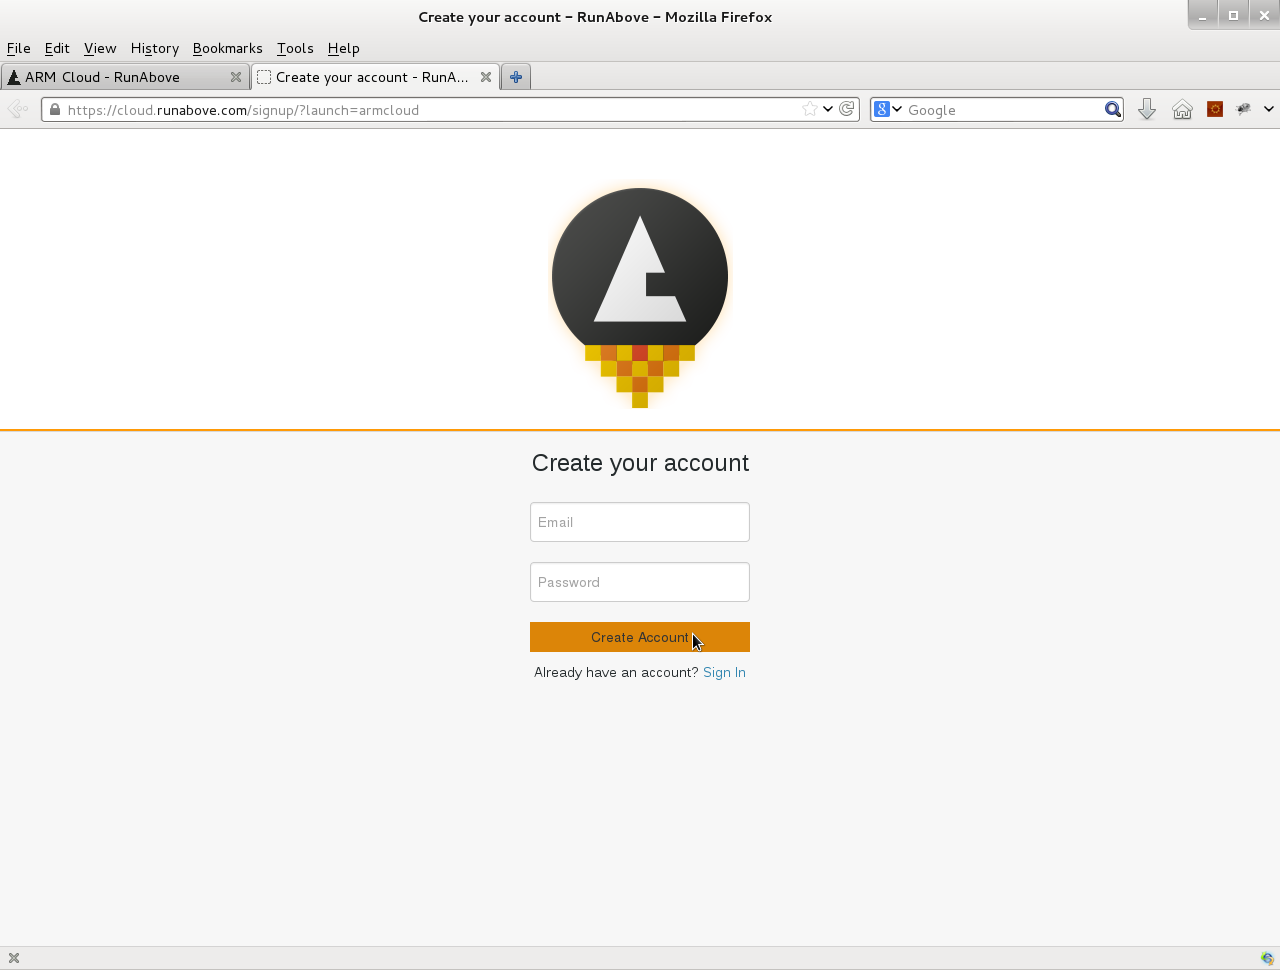 Create your account – RunAbove – Mozilla Firefox
File Edit View History Bookmarks Tools Help
ARM Cloud - RunAbove
Create your account - RunA...
https://cloud.runabove.com/signup/?launch=armcloud
Google
Create your account
Email
Password
Create Account
Already have an account? Sign In